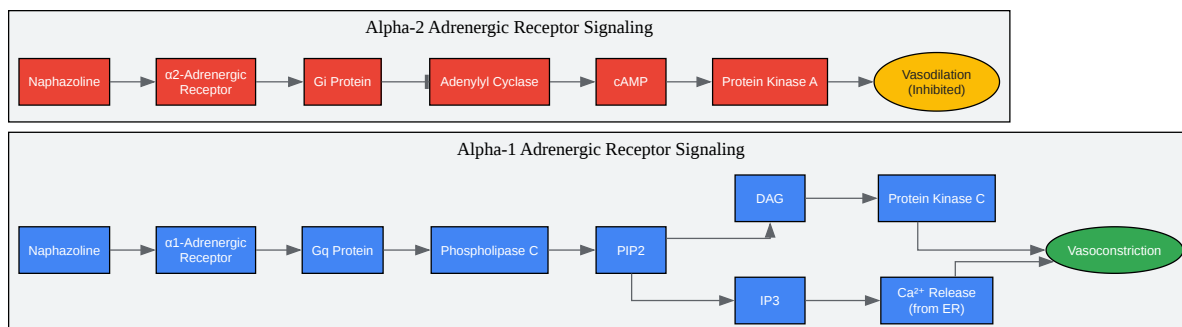 Alpha-2 Adrenergic Receptor Signaling
Naphazoline
α2-Adrenergic
Receptor
Gi Protein
Adenylyl Cyclase
cAMP
Protein Kinase A
Vasodilation
(Inhibited)
Alpha-1 Adrenergic Receptor Signaling
Naphazoline
α1-Adrenergic
Receptor
Gq Protein
Phospholipase C
PIP2
DAG
Protein Kinase C
IP3
Ca²⁺ Release
(from ER)
Vasoconstriction